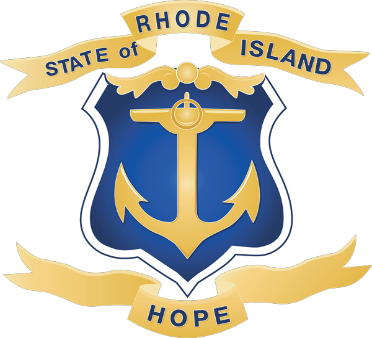 STATE of RHODE ISLAND
HOPE